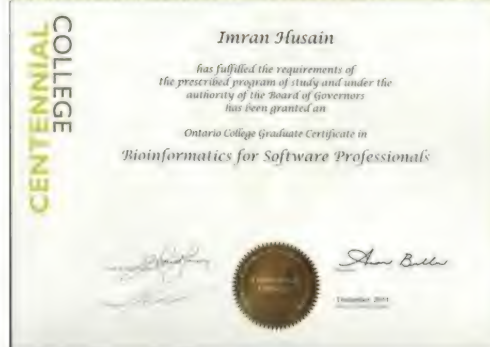 CENTENNIAL
COLLEGE
Imran Husain
has fulfilled the requirements of
the prescribed program of study and under the
authority of the Board of Governors
has been granted an
Ontario College Graduate Certificate in
Bioinformatics for Software Professionals